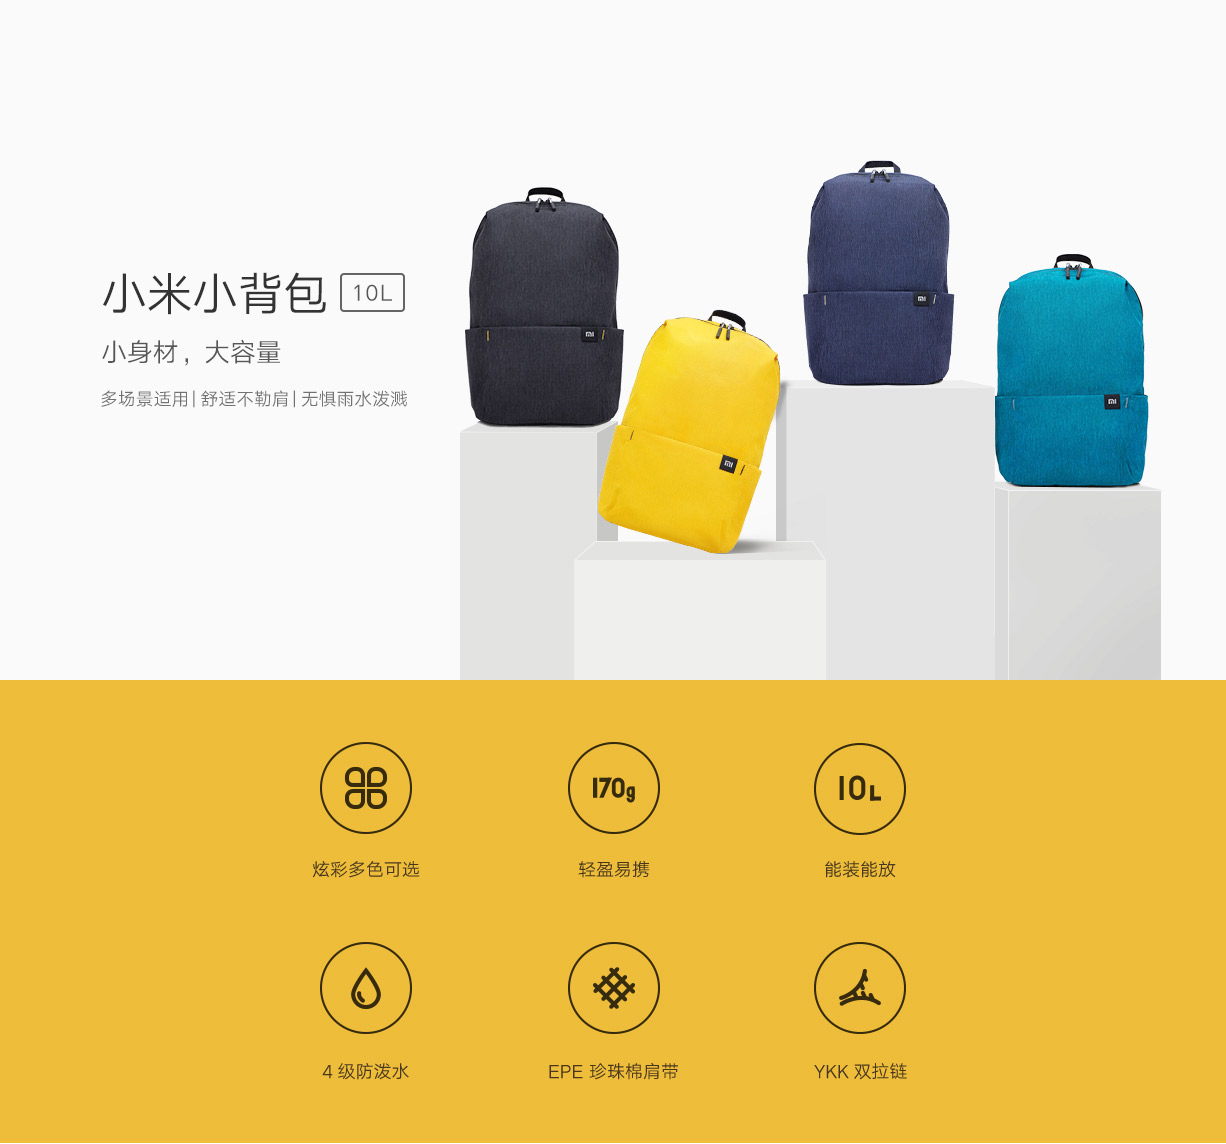 小米小背包 10L
小身材，大容量
多场景适用| 舒适不勒肩| 无惧雨水泼溅
MI
MI
MI
MI
170g
10L
炫彩多色可选
轻盈易携
能装能放
4 级防泼水
EPE 珍珠棉肩带
YKK 双拉链